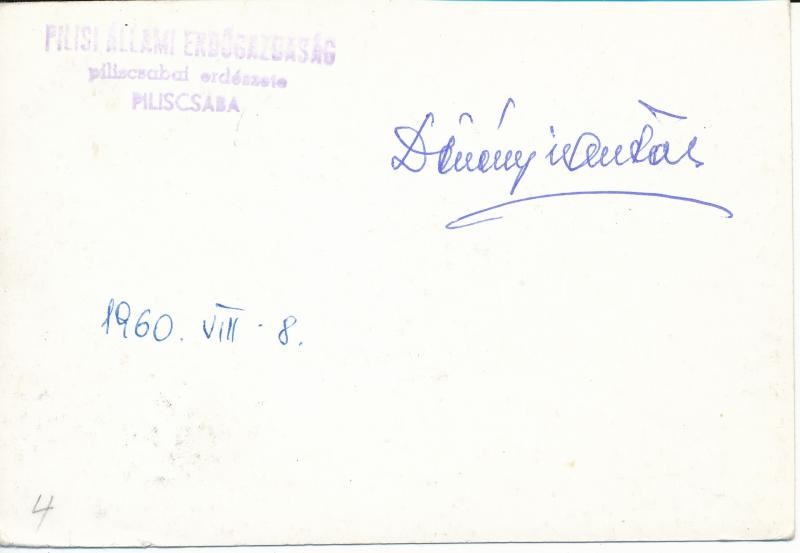 PILISI ÁLLAMI ERDŐGAZDASÁG
piliscsabai erdészete
PILISCSABA
1960. VIII. 8.
4